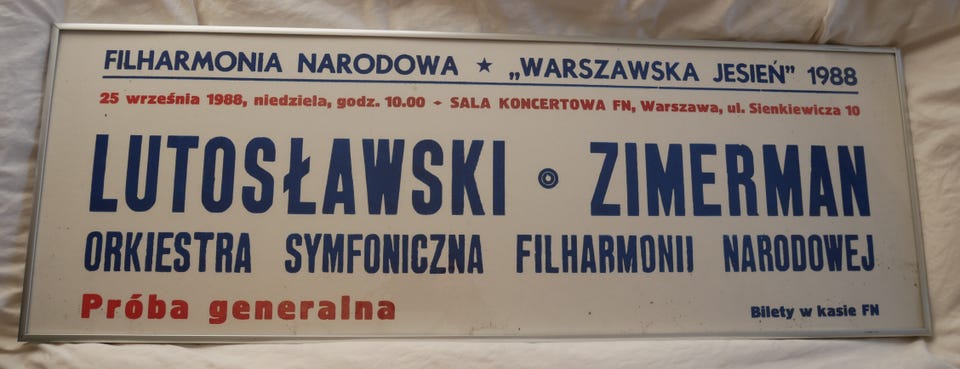 FILHARMONIA NARODOWA ★ „WARSZAWSKA JESIEŃ” 1988
25 września 1988, niedziela, godz. 10.00 - SALA KONCERTOWA FN, Warszawa, ul. Sienkiewicza 10
LUTOSŁAWSKI • ZIMERMAN
ORKIESTRA SYMFONICZNA FILHARMONII NARODOWEJ
Próba generalna
Bilety w kasie FN